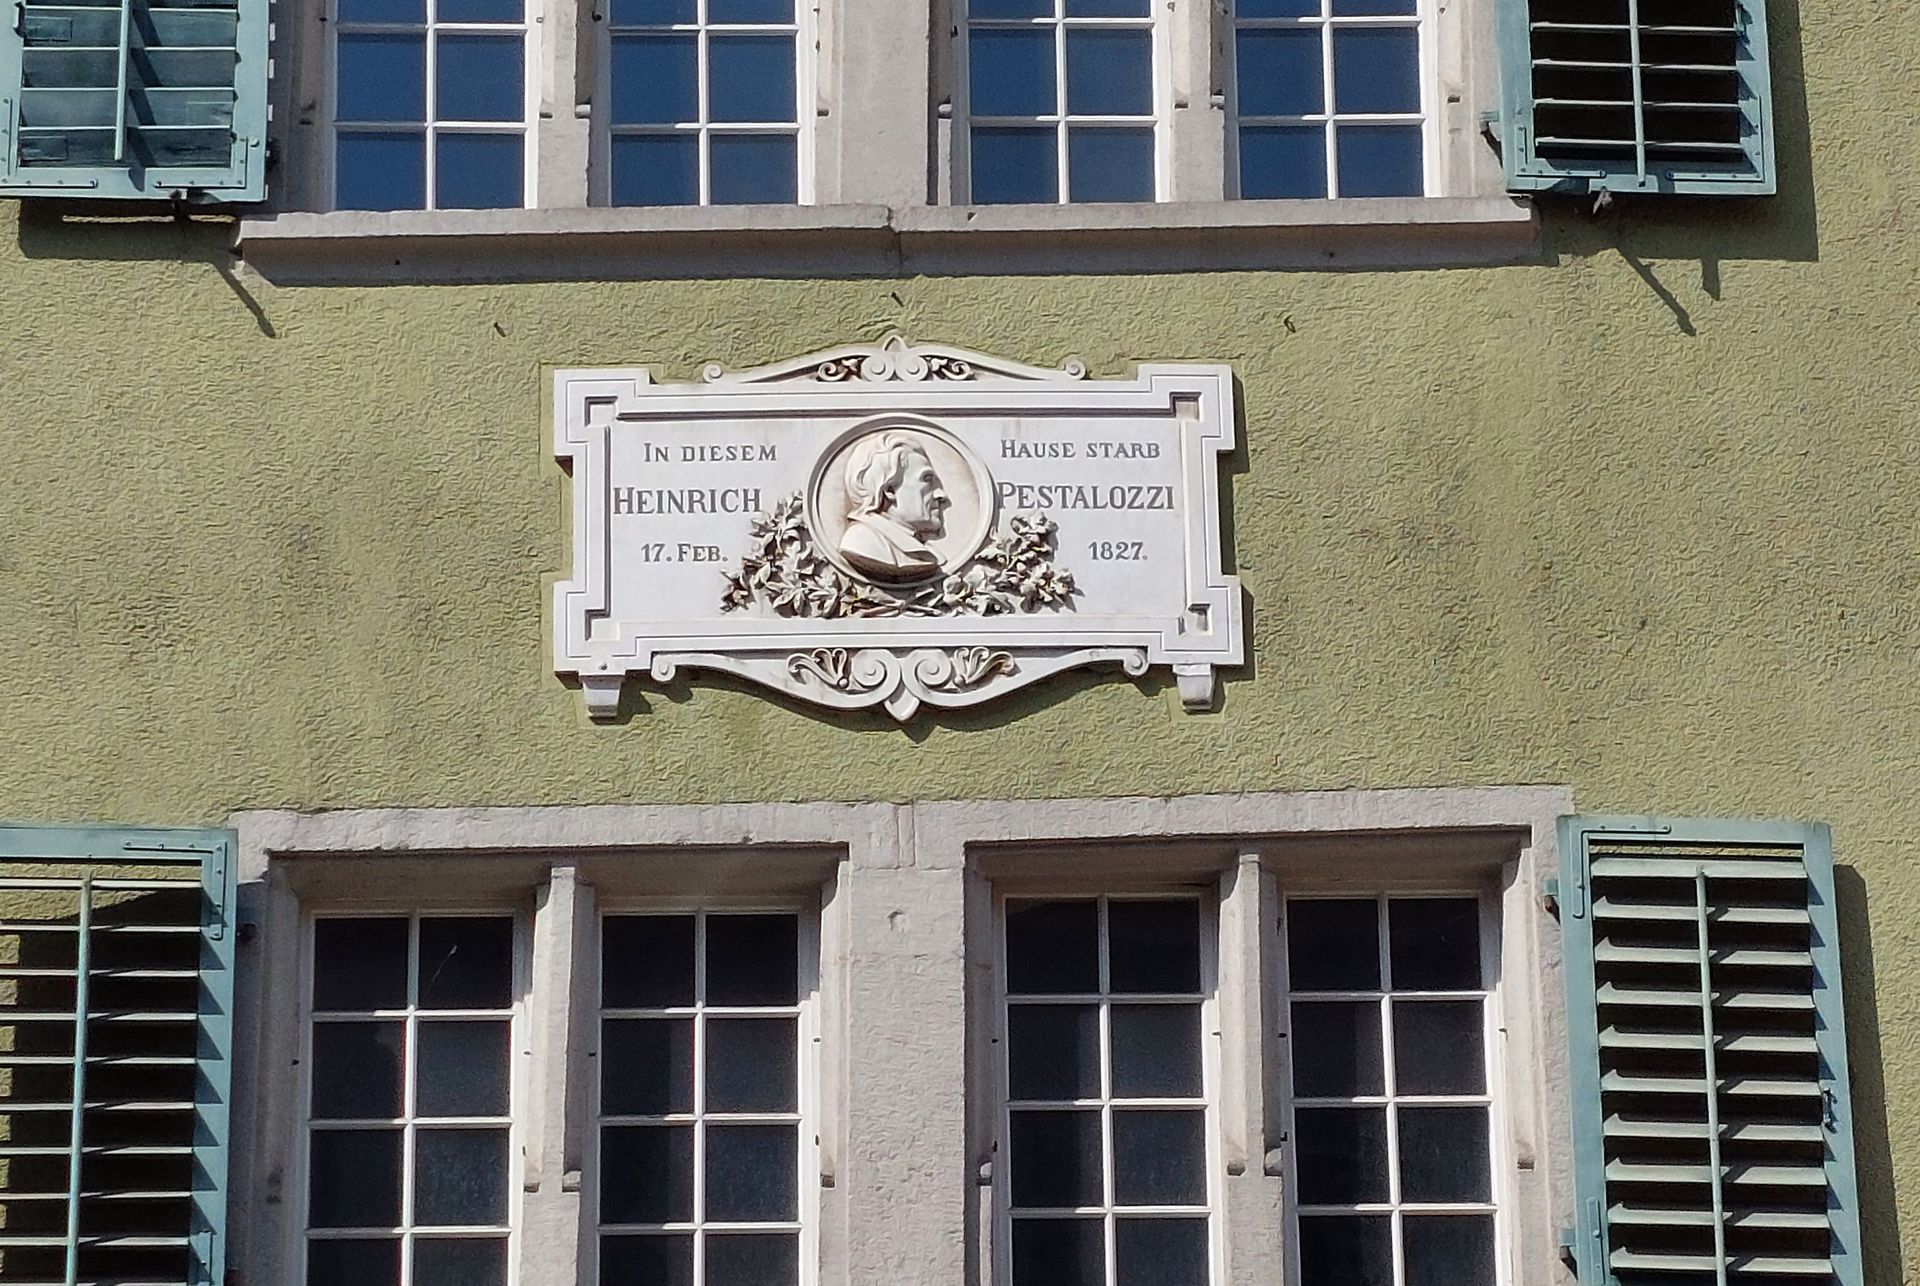 In diesem Hause starb
Heinrich Pestalozzi
17. Feb. 1827.